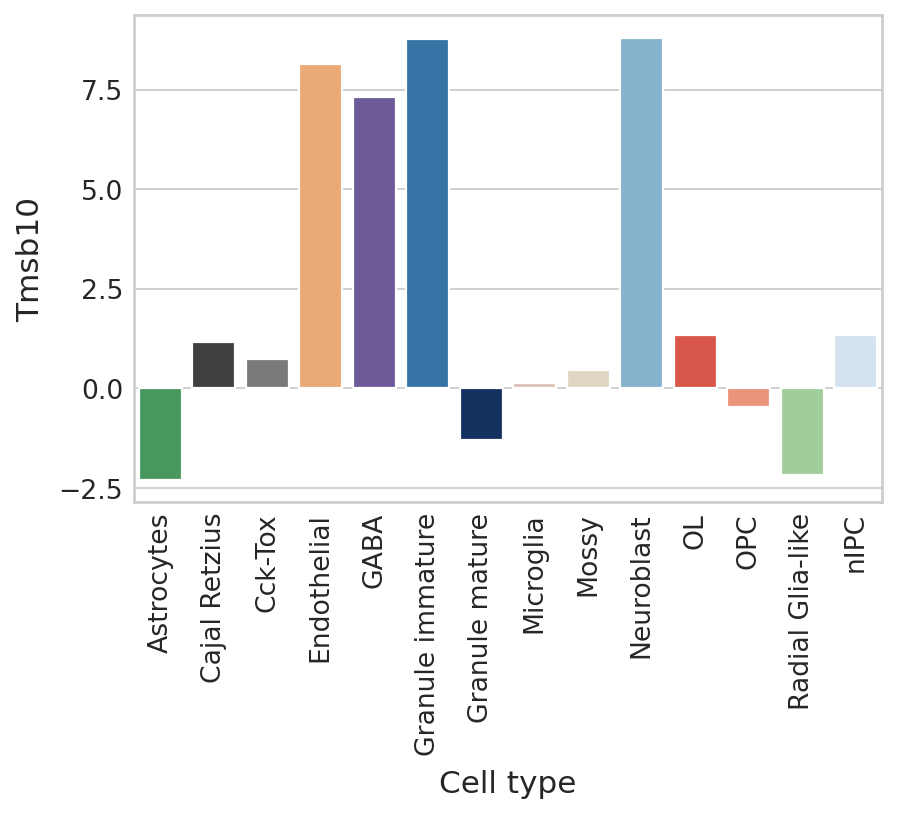 Tmsb10
7.5
5.0
2.5
0.0
−2.5
Astrocytes
Cajal Retzius
Cck-Tox
Endothelial
GABA
Granule immature
Granule mature
Microglia
Mossy
Neuroblast
OL
OPC
Radial Glia-like
nIPC
Cell type